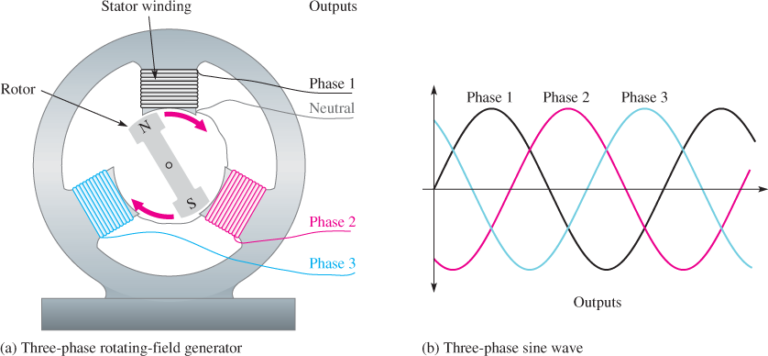 Stator winding
Outputs
Phase 1
Rotor
Neutral
N
S
Phase 2
Phase 3
(a) Three-phase rotating-field generator
Phase 1 Phase 2 Phase 3
Outputs
(b) Three-phase sine wave